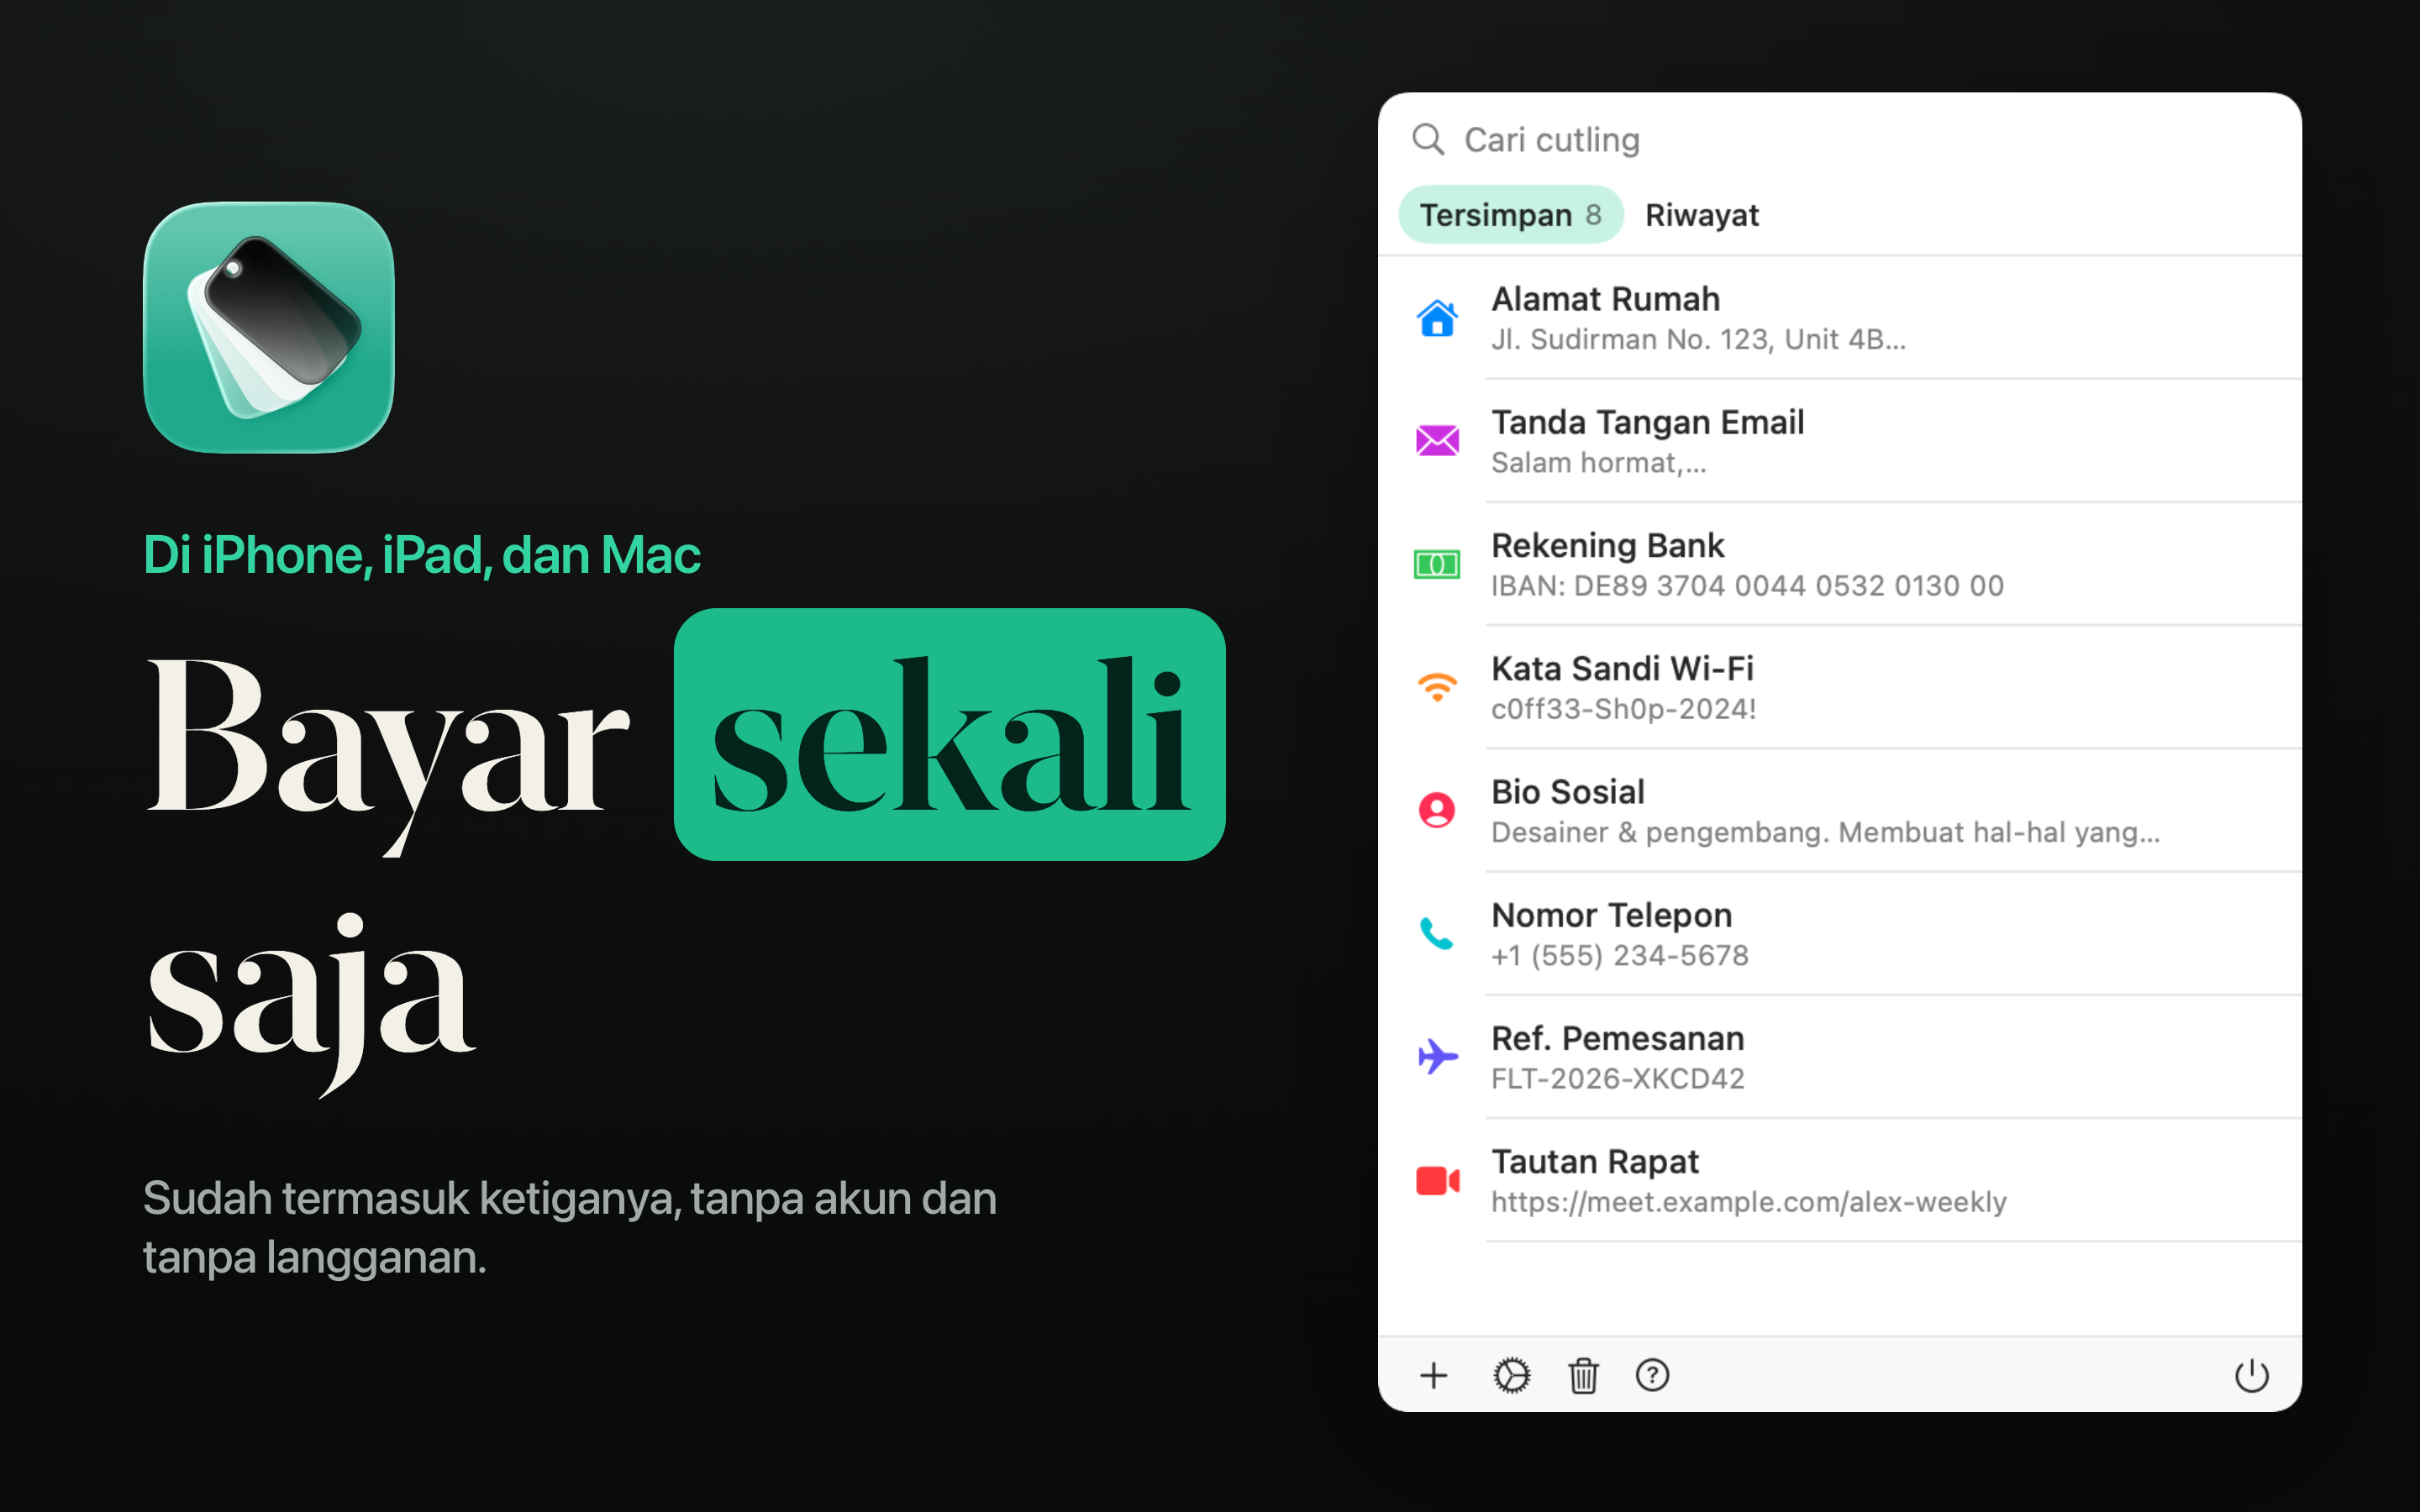 Di iPhone, iPad, dan Mac
Bayar sekali
saja
Sudah termasuk ketiganya, tanpa akun dan
tanpa langganan.
Cari cutling
Tersimpan 8 Riwayat
Alamat Rumah
Jl. Sudirman No. 123, Unit 4B...
Tanda Tangan Email
Salam hormat,...
Rekening Bank
IBAN: DE89 3704 0044 0532 0130 00
Kata Sandi Wi-Fi
c0ff33-Sh0p-2024!
Bio Sosial
Desainer & pengembang. Membuat hal-hal yang...
Nomor Telepon
+1 (555) 234-5678
Ref. Pemesanan
FLT-2026-XKCD42
Tautan Rapat
https://meet.example.com/alex-weekly